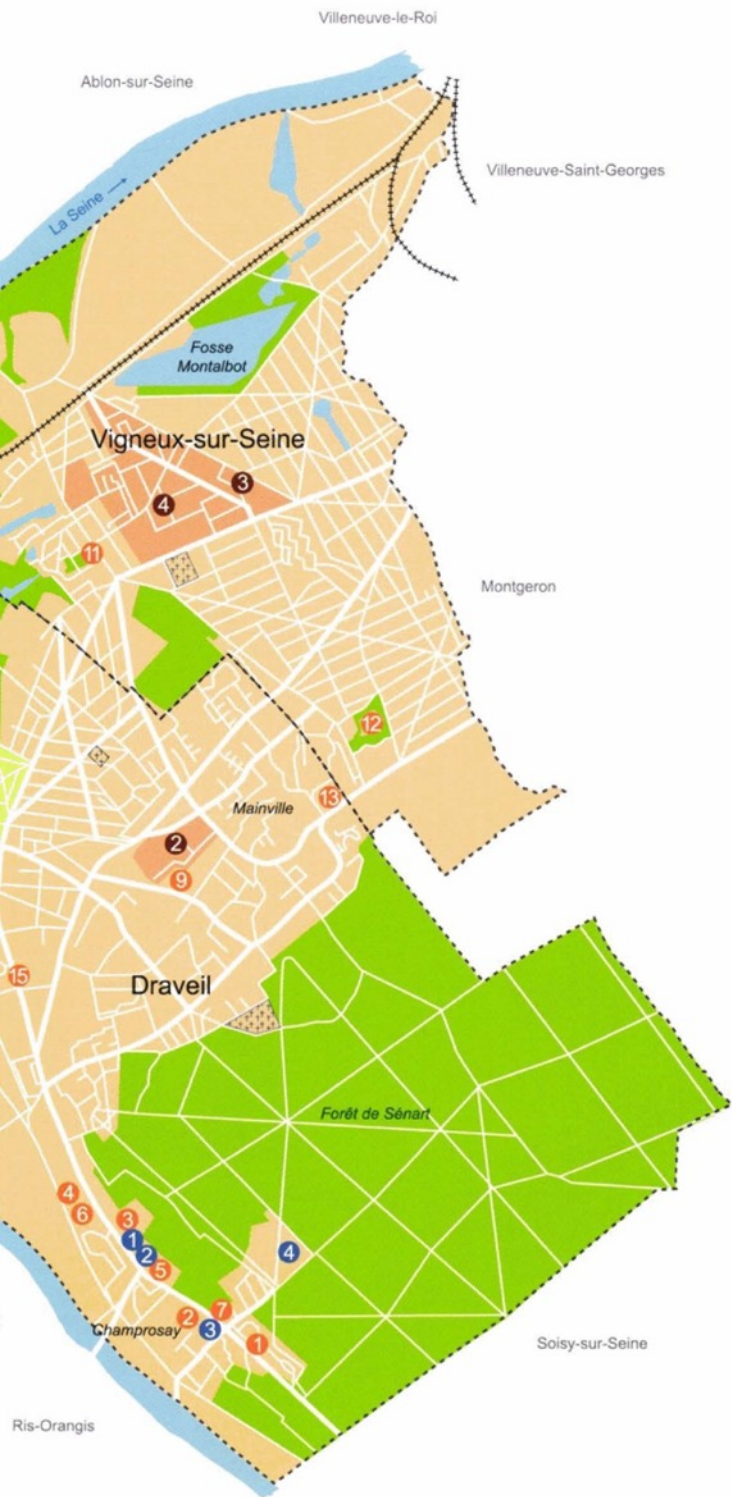 Villeneuve-le-Roi
Ablon-sur-Seine
Villeneuve-Saint-Georges
La Seine →
Fosse
Montalbot
Vigneux-sur-Seine
3
4
11
Montgeron
12
13
Mainville
2
9
15
Draveil
Forêt de Sénart
4
6
3
1
2
5
4
7
2
3
Champrosay
1
Soisy-sur-Seine
Ris-Orangis